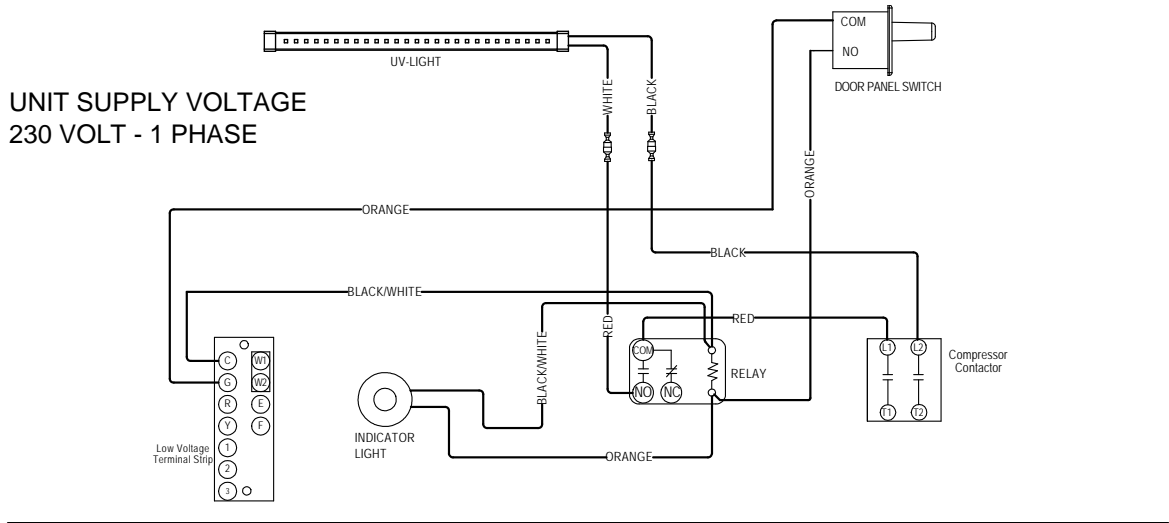 COM
NO
DOOR PANEL SWITCH
UV-LIGHT
WHITE
BLACK
UNIT SUPPLY VOLTAGE
230 VOLT - 1 PHASE
ORANGE
ORANGE
BLACK
BLACK/WHITE
RED
RED
BLACK/WHITE
COM
NO
NC
RELAY
L1
L2
T1
T2
Compressor
Contactor
C
W1
G
W2
R
E
Y
F
1
2
3
Low Voltage
Terminal Strip
INDICATOR
LIGHT
ORANGE